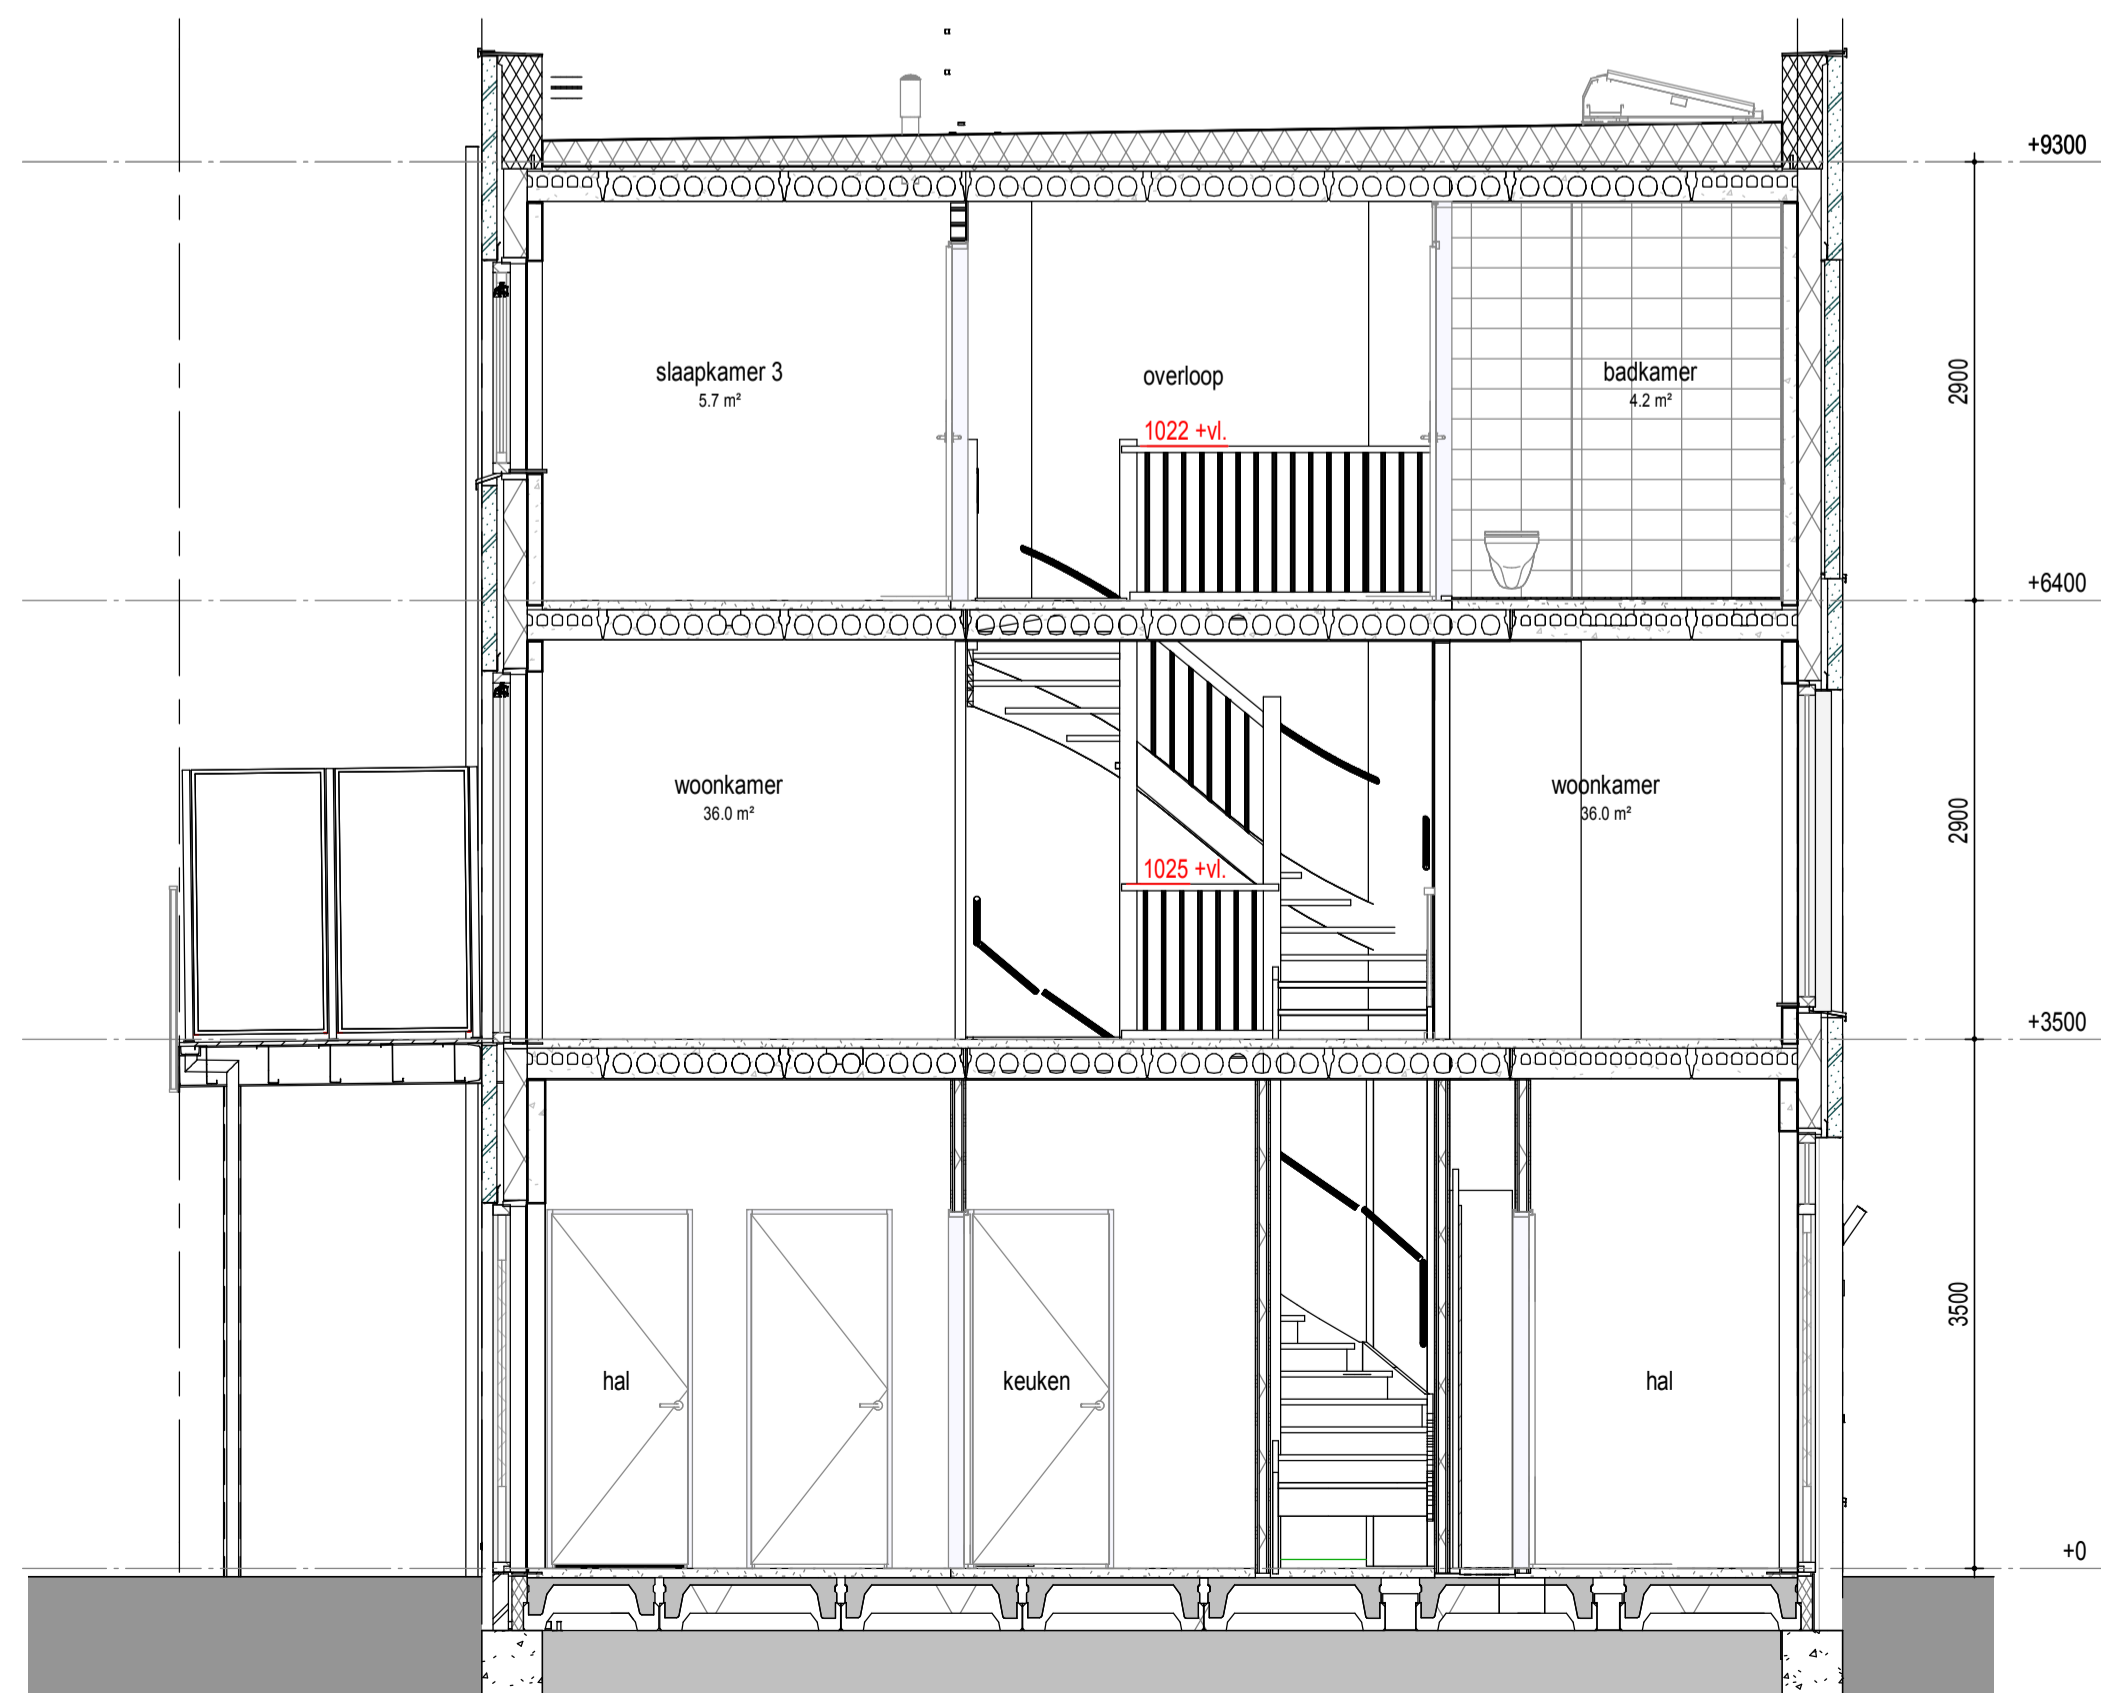 +9300
slaapkamer 3
5.7 m²
overloop
badkamer
4.2 m²
2900
1022 +vl.
+6400
woonkamer
36.0 m²
woonkamer
36.0 m²
2900
1025 +vl.
+3500
3500
hal
keuken
hal
+0